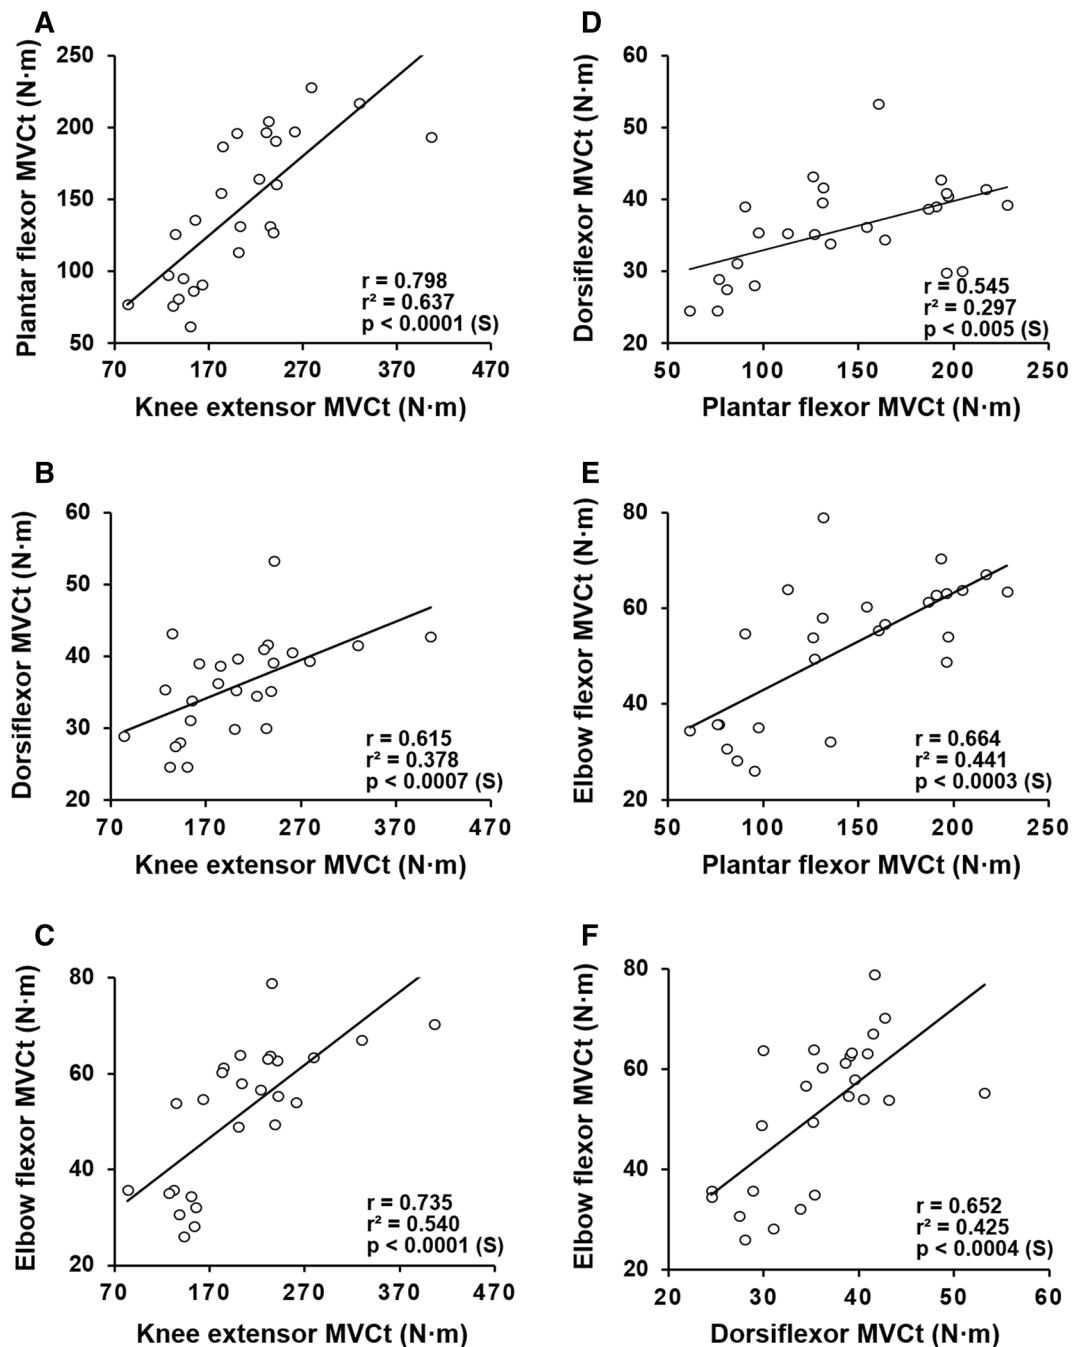 A
Plantar flexor MVCt (N·m)
250
200
150
100
50
r = 0.798
r² = 0.637
p < 0.0001 (S)
70 170 270 370 470
Knee extensor MVCt (N·m)
D
Dorsiflexor MVCt (N·m)
60
50
40
30
20
r = 0.545
r² = 0.297
p < 0.005 (S)
50 100 150 200 250
Plantar flexor MVCt (N·m)
B
Dorsiflexor MVCt (N·m)
60
50
40
30
20
r = 0.615
r² = 0.378
p < 0.0007 (S)
70 170 270 370 470
Knee extensor MVCt (N·m)
E
Elbow flexor MVCt (N·m)
80
60
40
20
r = 0.664
r² = 0.441
p < 0.0003 (S)
50 100 150 200 250
Plantar flexor MVCt (N·m)
C
Elbow flexor MVCt (N·m)
80
60
40
20
r = 0.735
r² = 0.540
p < 0.0001 (S)
70 170 270 370 470
Knee extensor MVCt (N·m)
F
Elbow flexor MVCt (N·m)
80
60
40
20
r = 0.652
r² = 0.425
p < 0.0004 (S)
20 30 40 50 60
Dorsiflexor MVCt (N·m)